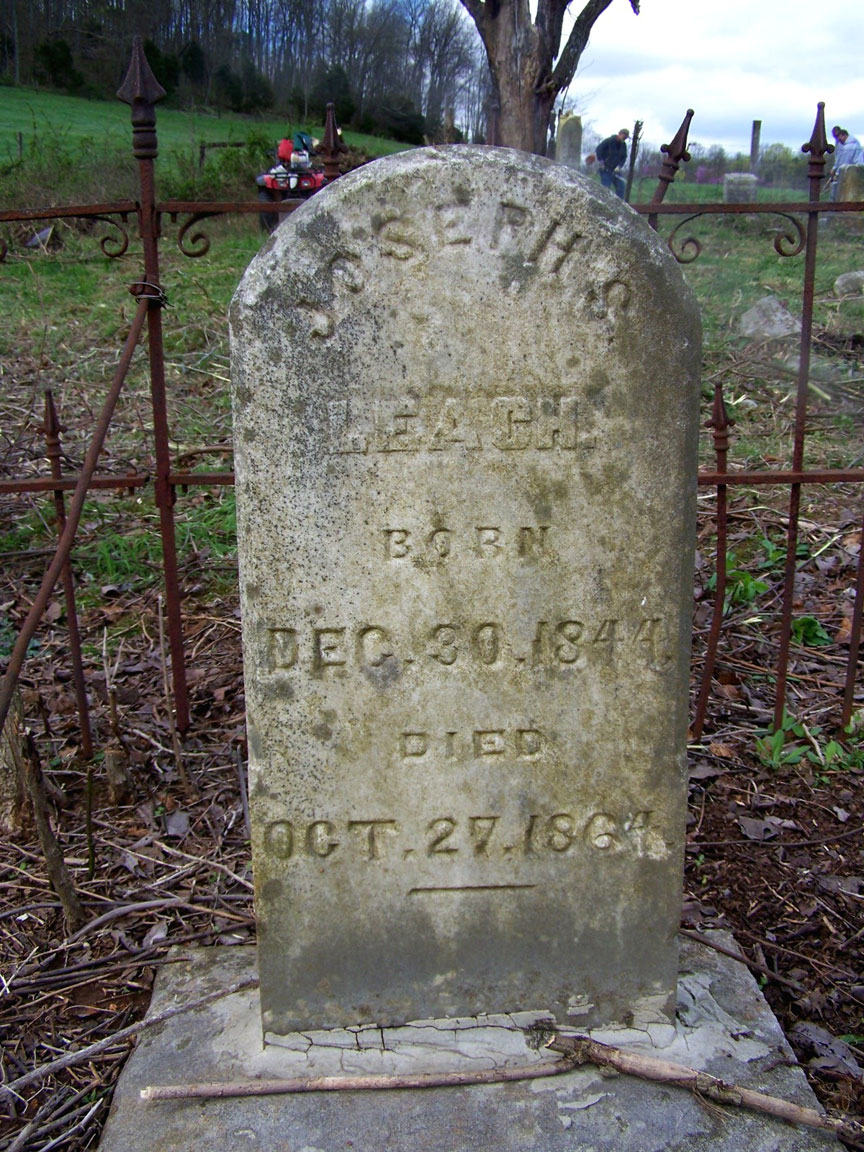 JOSEPH S
LEACH.
BORN
DEC. 30. 1844.
DIED
OCT. 27. 1864.